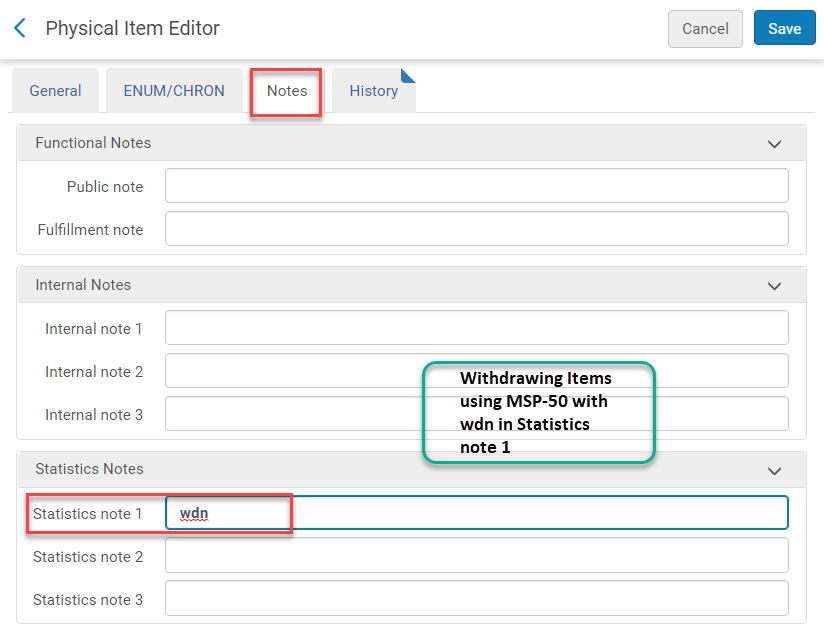 Physical Item Editor
Cancel
Save
General
ENUM/CHRON
Notes
History
Functional Notes
Public note
Fulfillment note
Internal Notes
Internal note 1
Internal note 2
Internal note 3
Withdrawing Items
using MSP-50 with
wdn in Statistics
note 1
Statistics Notes
Statistics note 1 wdn
Statistics note 2
Statistics note 3